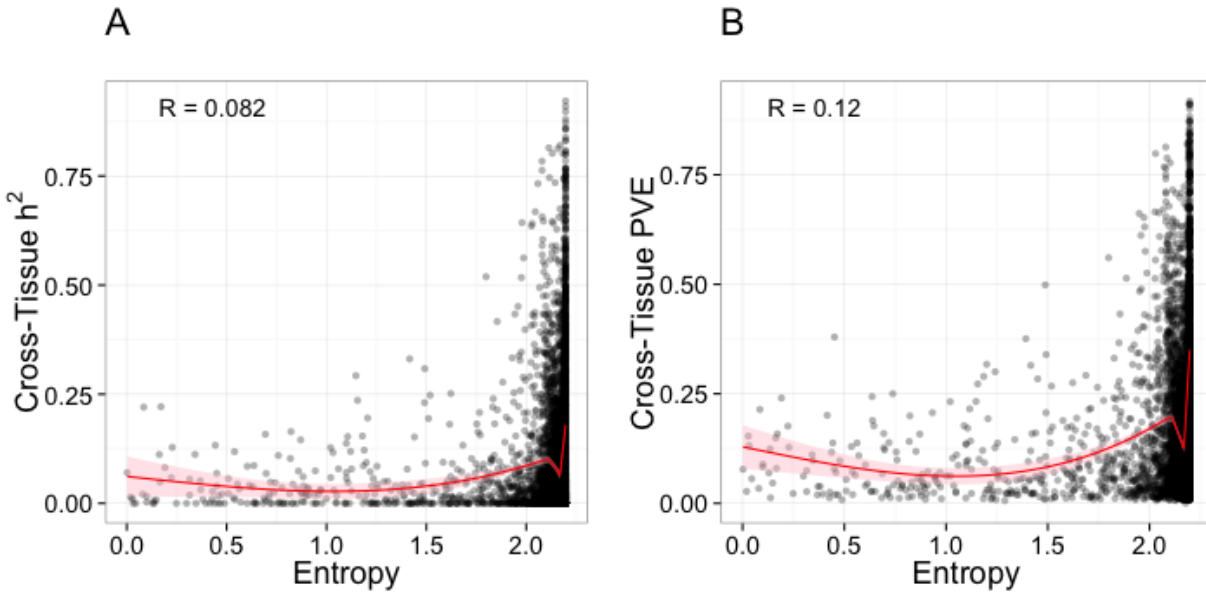 A
R = 0.082
Cross-Tissue h²
0.75
0.50
0.25
0.00
0.0 0.5 1.0 1.5 2.0
Entropy
B
R = 0.12
Cross-Tissue PVE
0.75
0.50
0.25
0.00
0.0 0.5 1.0 1.5 2.0
Entropy